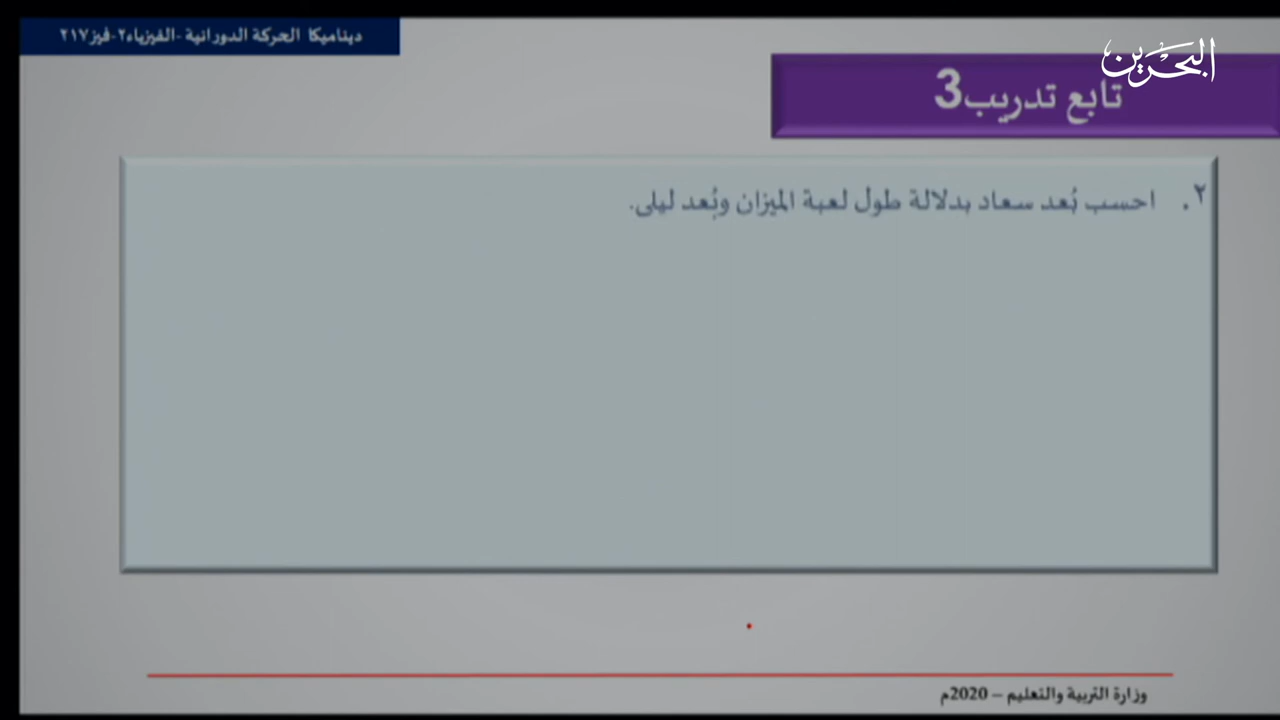 ديناميكا الحركة الدورانية -الفيزياء٢-فيز٢١٧
البحرين
تابع تدريب3
٢. احسب بُعد سعاد بدلالة طول لعبة الميزان وبُعد ليلى.
وزارة التربية والتعليم – 2020م